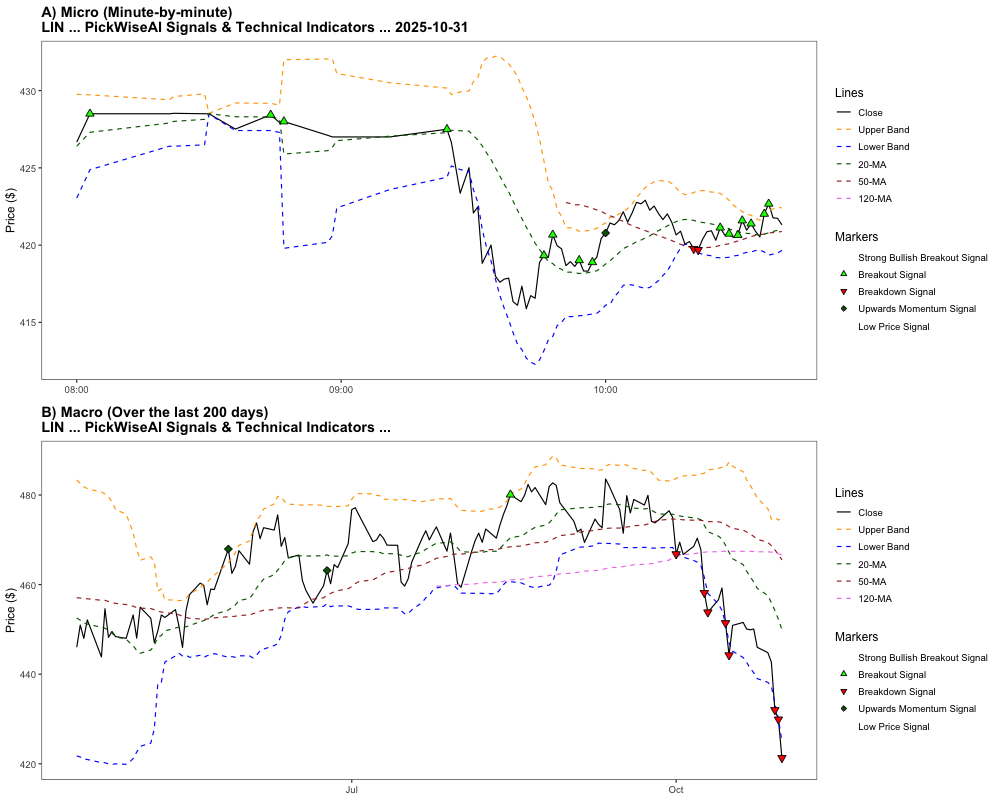 A) Micro (Minute-by-minute)
LIN ... PickWiseAI Signals & Technical Indicators ... 2025-10-31
Price ($)
430
425
420
415
08:00
09:00
10:00
Lines
Close
Upper Band
Lower Band
20-MA
50-MA
120-MA
Markers
Strong Bullish Breakout Signal
Breakout Signal
Breakdown Signal
Upwards Momentum Signal
Low Price Signal
B) Macro (Over the last 200 days)
LIN ... PickWiseAI Signals & Technical Indicators ...
Price ($)
480
460
440
420
Jul
Oct
Lines
Close
Upper Band
Lower Band
20-MA
50-MA
120-MA
Markers
Strong Bullish Breakout Signal
Breakout Signal
Breakdown Signal
Upwards Momentum Signal
Low Price Signal